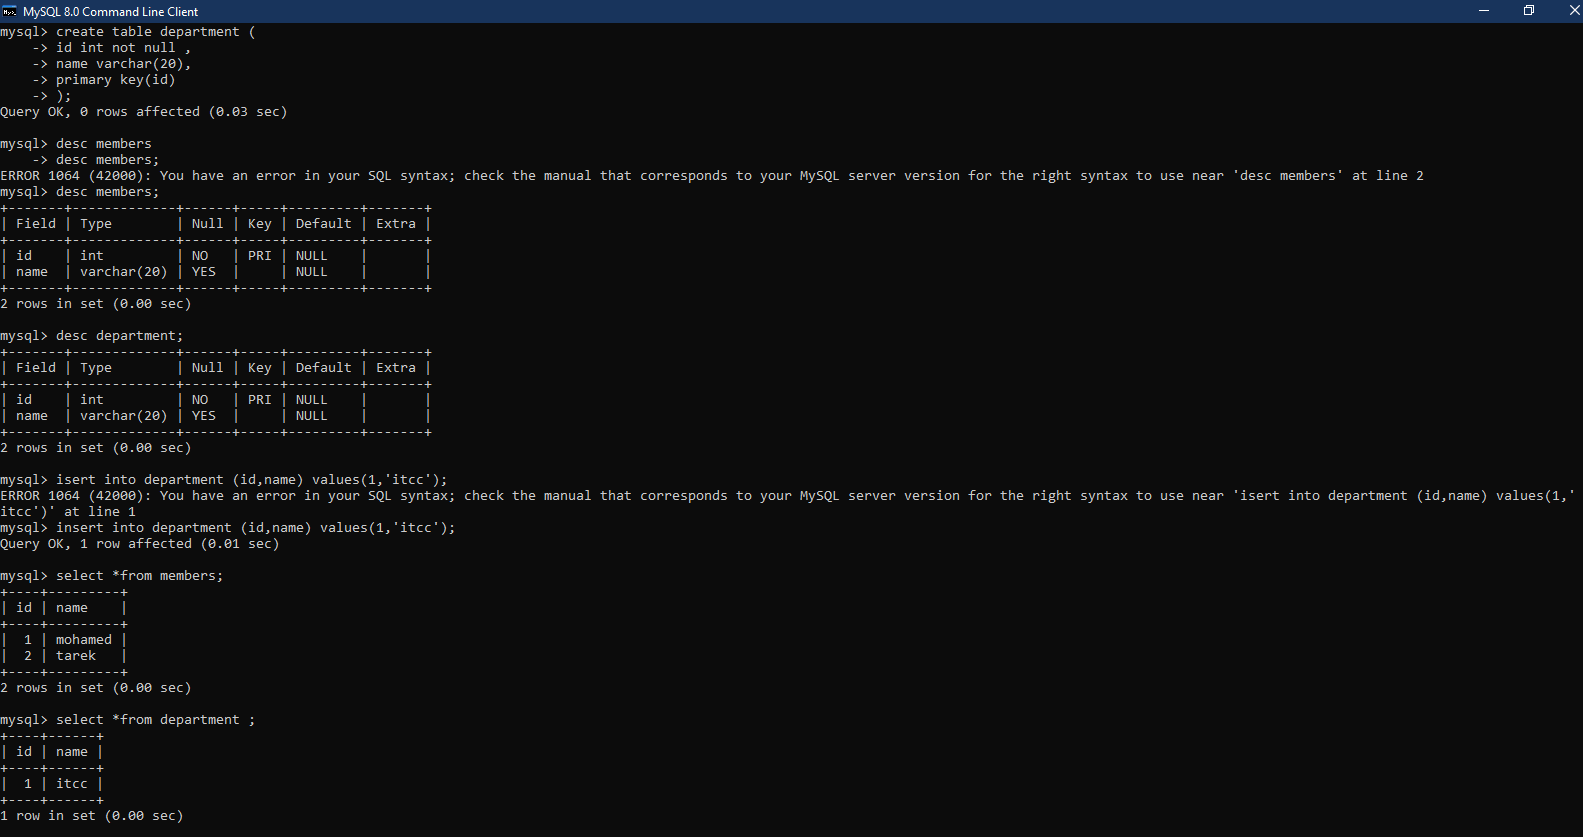 MySQL 8.0 Command Line Client
mysql> create table department (
    -> id int not null ,
    -> name varchar(20),
    -> primary key(id)
    -> );
Query OK, 0 rows affected (0.03 sec)
mysql> desc members
    -> desc members;
ERROR 1064 (42000): You have an error in your SQL syntax; check the manual that corresponds to your MySQL server version for the right syntax to use near 'desc members' at line 2
mysql> desc members;
+-------+-------------+------+-----+---------+-------+
| Field | Type        | Null | Key | Default | Extra |
+-------+-------------+------+-----+---------+-------+
| id    | int         | NO   | PRI | NULL    |       |
| name  | varchar(20) | YES  |     | NULL    |       |
+-------+-------------+------+-----+---------+-------+
2 rows in set (0.00 sec)
mysql> desc department;
+-------+-------------+------+-----+---------+-------+
| Field | Type        | Null | Key | Default | Extra |
+-------+-------------+------+-----+---------+-------+
| id    | int         | NO   | PRI | NULL    |       |
| name  | varchar(20) | YES  |     | NULL    |       |
+-------+-------------+------+-----+---------+-------+
2 rows in set (0.00 sec)
mysql> isert into department (id,name) values(1,'itcc');
ERROR 1064 (42000): You have an error in your SQL syntax; check the manual that corresponds to your MySQL server version for the right syntax to use near 'isert into department (id,name) values(1,'
itcc')' at line 1
mysql> insert into department (id,name) values(1,'itcc');
Query OK, 1 row affected (0.01 sec)
mysql> select *from members;
+----+---------+
| id | name    |
+----+---------+
|  1 | mohamed |
|  2 | tarek   |
+----+---------+
2 rows in set (0.00 sec)
mysql> select *from department ;
+----+------+
| id | name |
+----+------+
|  1 | itcc |
+----+------+
1 row in set (0.00 sec)